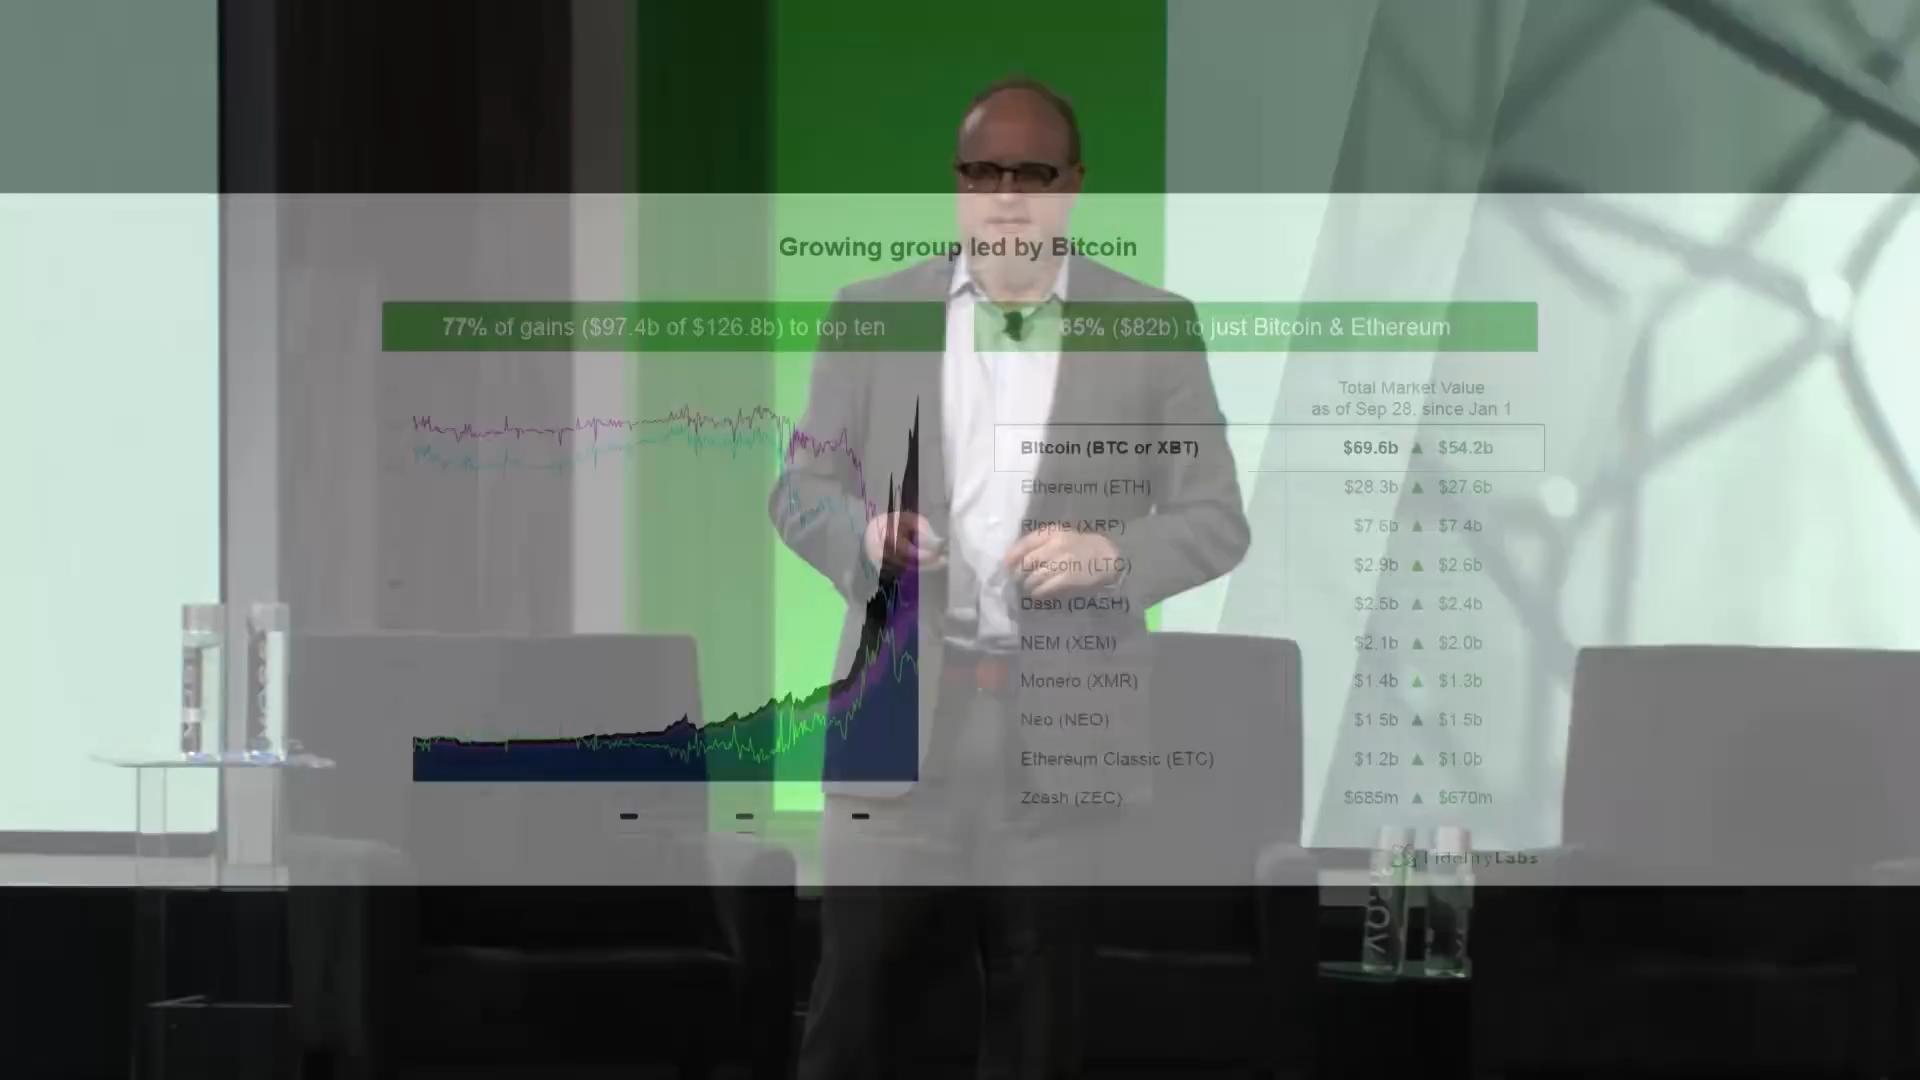 Growing group led by Bitcoin
77% of gains ($97.4b of $126.8b) to top ten
65% ($82b) to just Bitcoin & Ethereum
Total Market Value
as of Sep 28, since Jan 1
Bitcoin (BTC or XBT) $69.6b ▲ $54.2b
Ethereum (ETH) $28.3b ▲ $27.6b
Ripple (XRP) $7.6b ▲ $7.4b
Litecoin (LTC) $2.9b ▲ $2.6b
Dash (DASH) $2.5b ▲ $2.4b
NEM (XEM) $2.1b ▲ $2.0b
Monero (XMR) $1.4b ▲ $1.3b
Neo (NEO) $1.5b ▲ $1.5b
Ethereum Classic (ETC) $1.2b ▲ $1.0b
Zcash (ZEC) $685m ▲ $670m
FidelityLabs